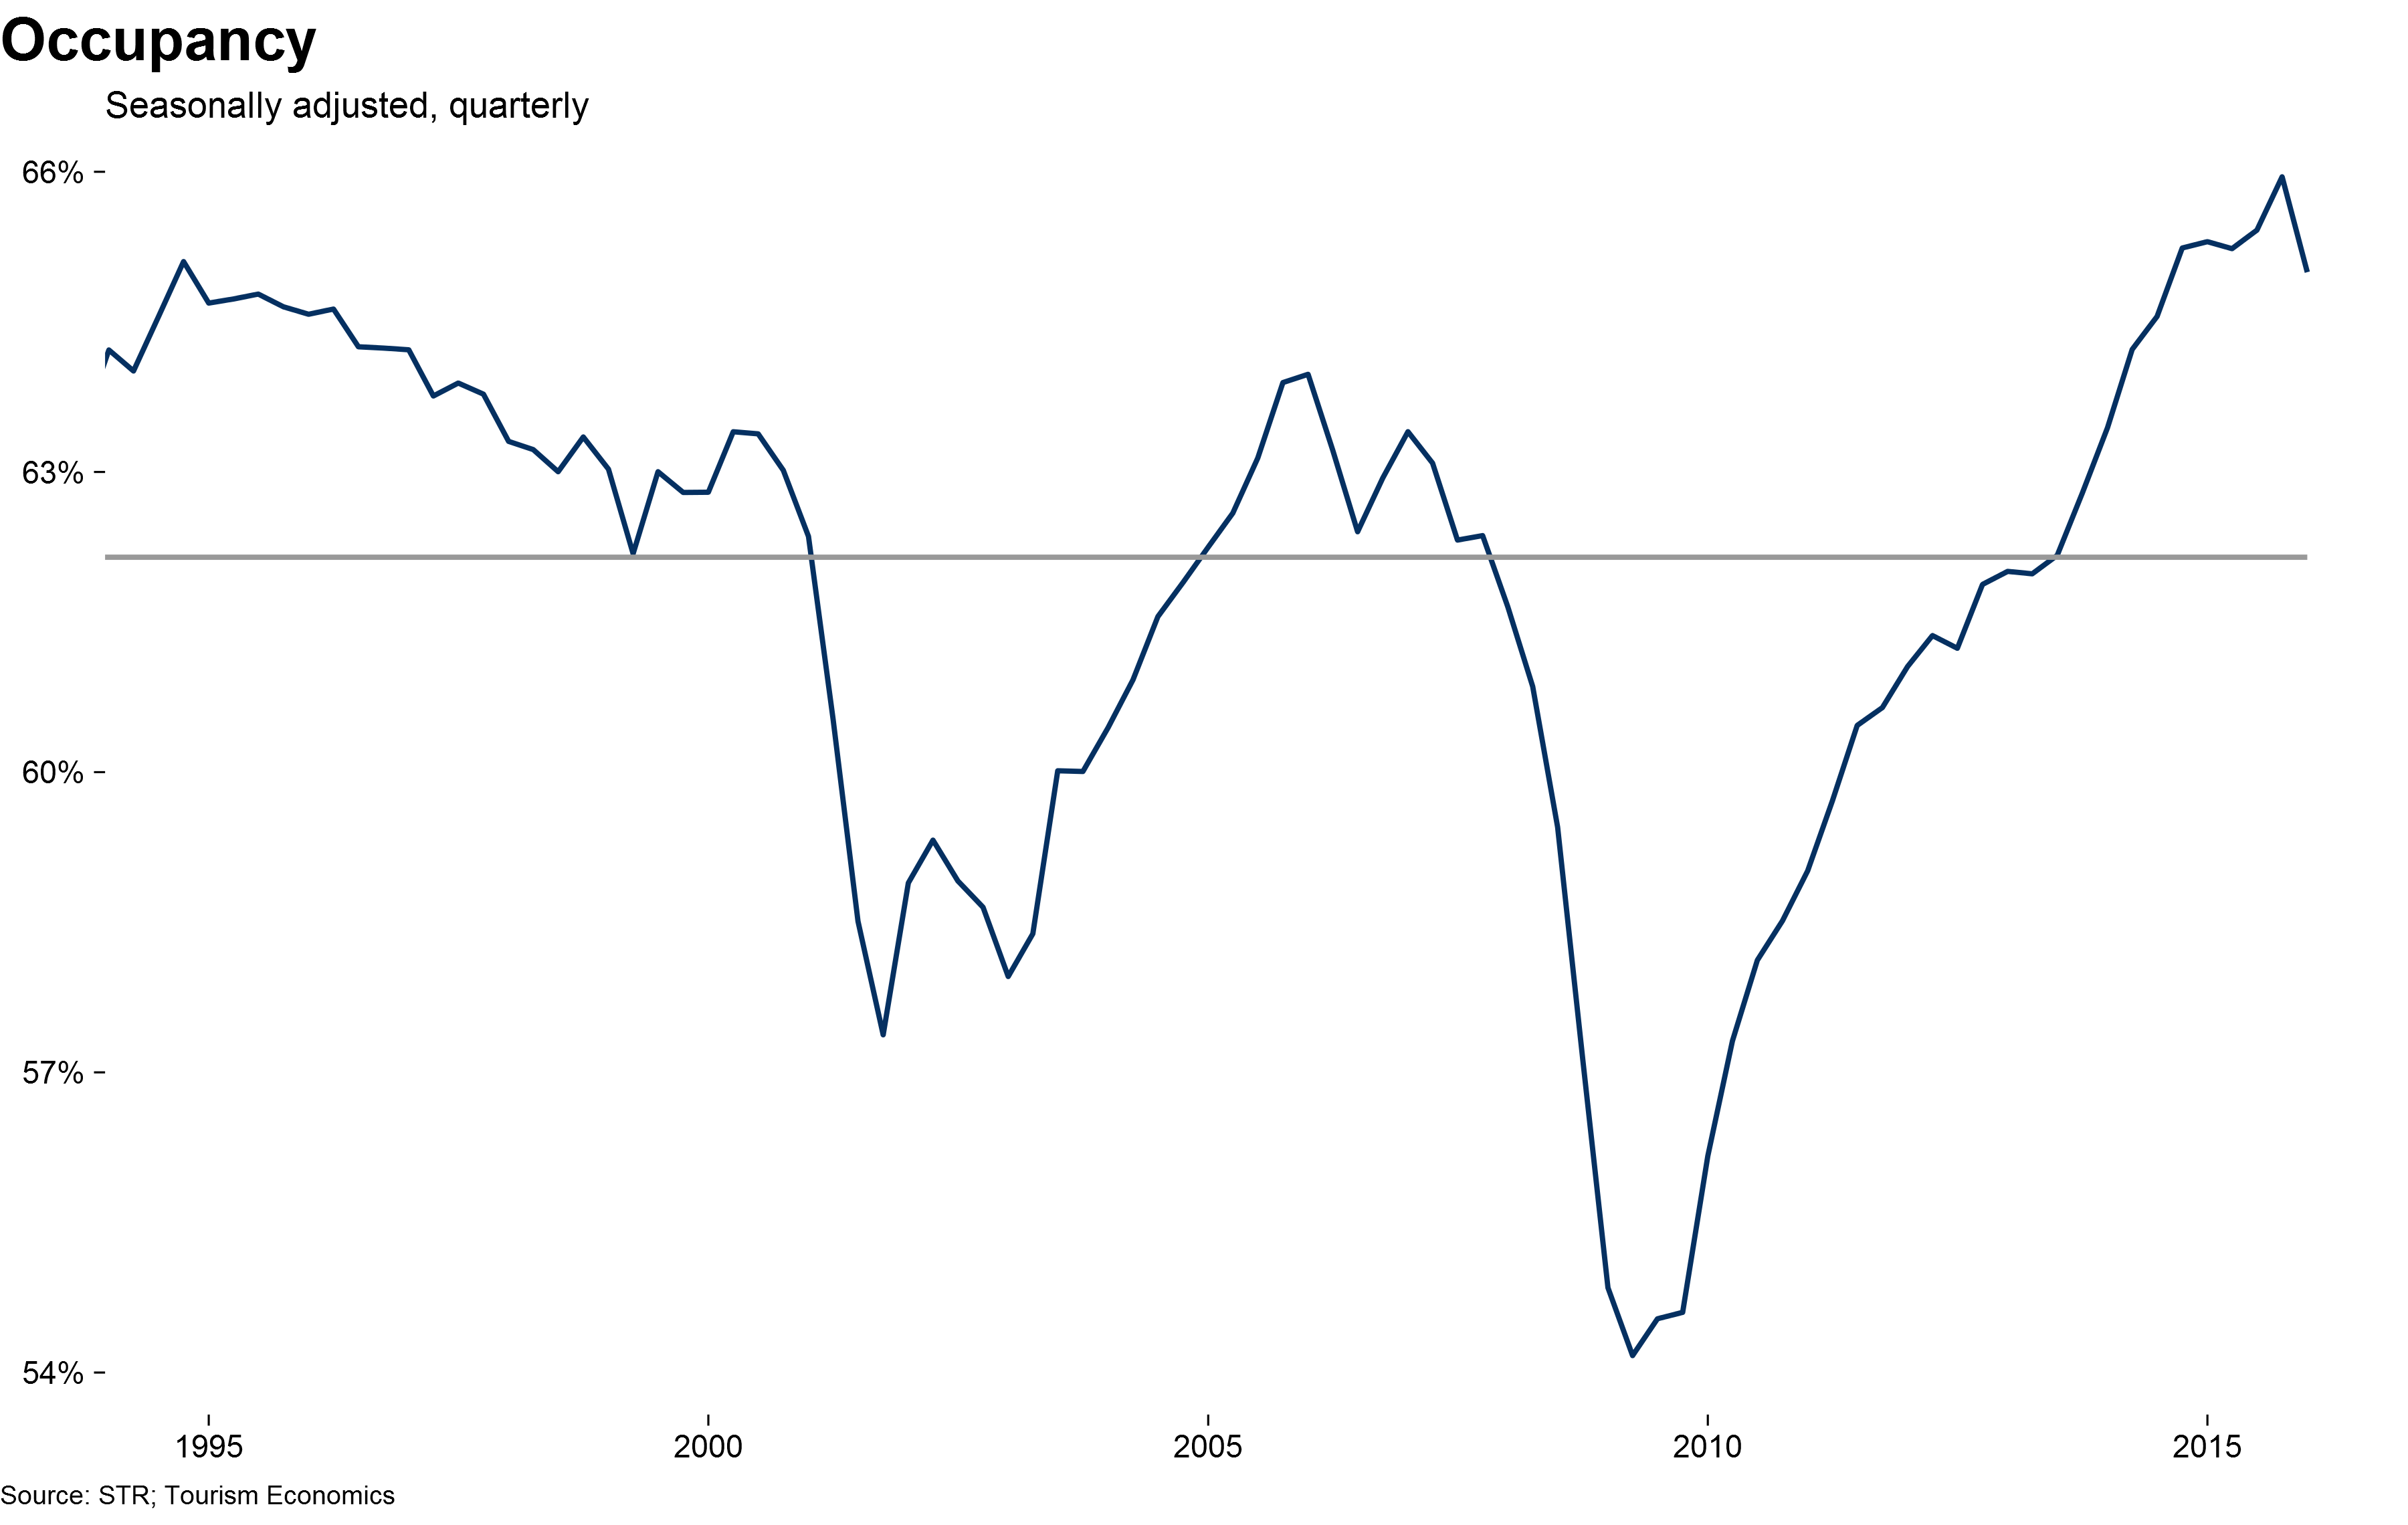 Occupancy
Seasonally adjusted, quarterly
66%
63%
60%
57%
54%
1995 2000 2005 2010 2015
Source: STR; Tourism Economics